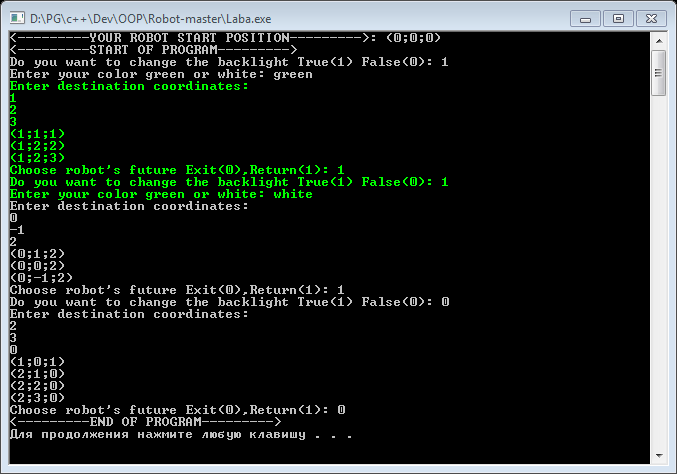 D:\PG\c++\Dev\OOP\Robot-master\Laba.exe
<---------YOUR ROBOT START POSITION--------->: (0;0;0)
<---------START OF PROGRAM--------->
Do you want to change the backlight True(1) False(0): 1
Enter your color green or white: green
Enter destination coordinates:
1
2
3
(1;1;1)
(1;2;2)
(1;2;3)
Choose robot's future Exit(0),Return(1): 1
Do you want to change the backlight True(1) False(0): 1
Enter your color green or white: white
Enter destination coordinates:
0
-1
2
(0;1;2)
(0;0;2)
(0;-1;2)
Choose robot's future Exit(0),Return(1): 1
Do you want to change the backlight True(1) False(0): 0
Enter destination coordinates:
2
3
0
(1;0;1)
(2;1;0)
(2;2;0)
(2;3;0)
Choose robot's future Exit(0),Return(1): 0
<---------END OF PROGRAM--------->
Для продолжения нажмите любую клавишу . . .